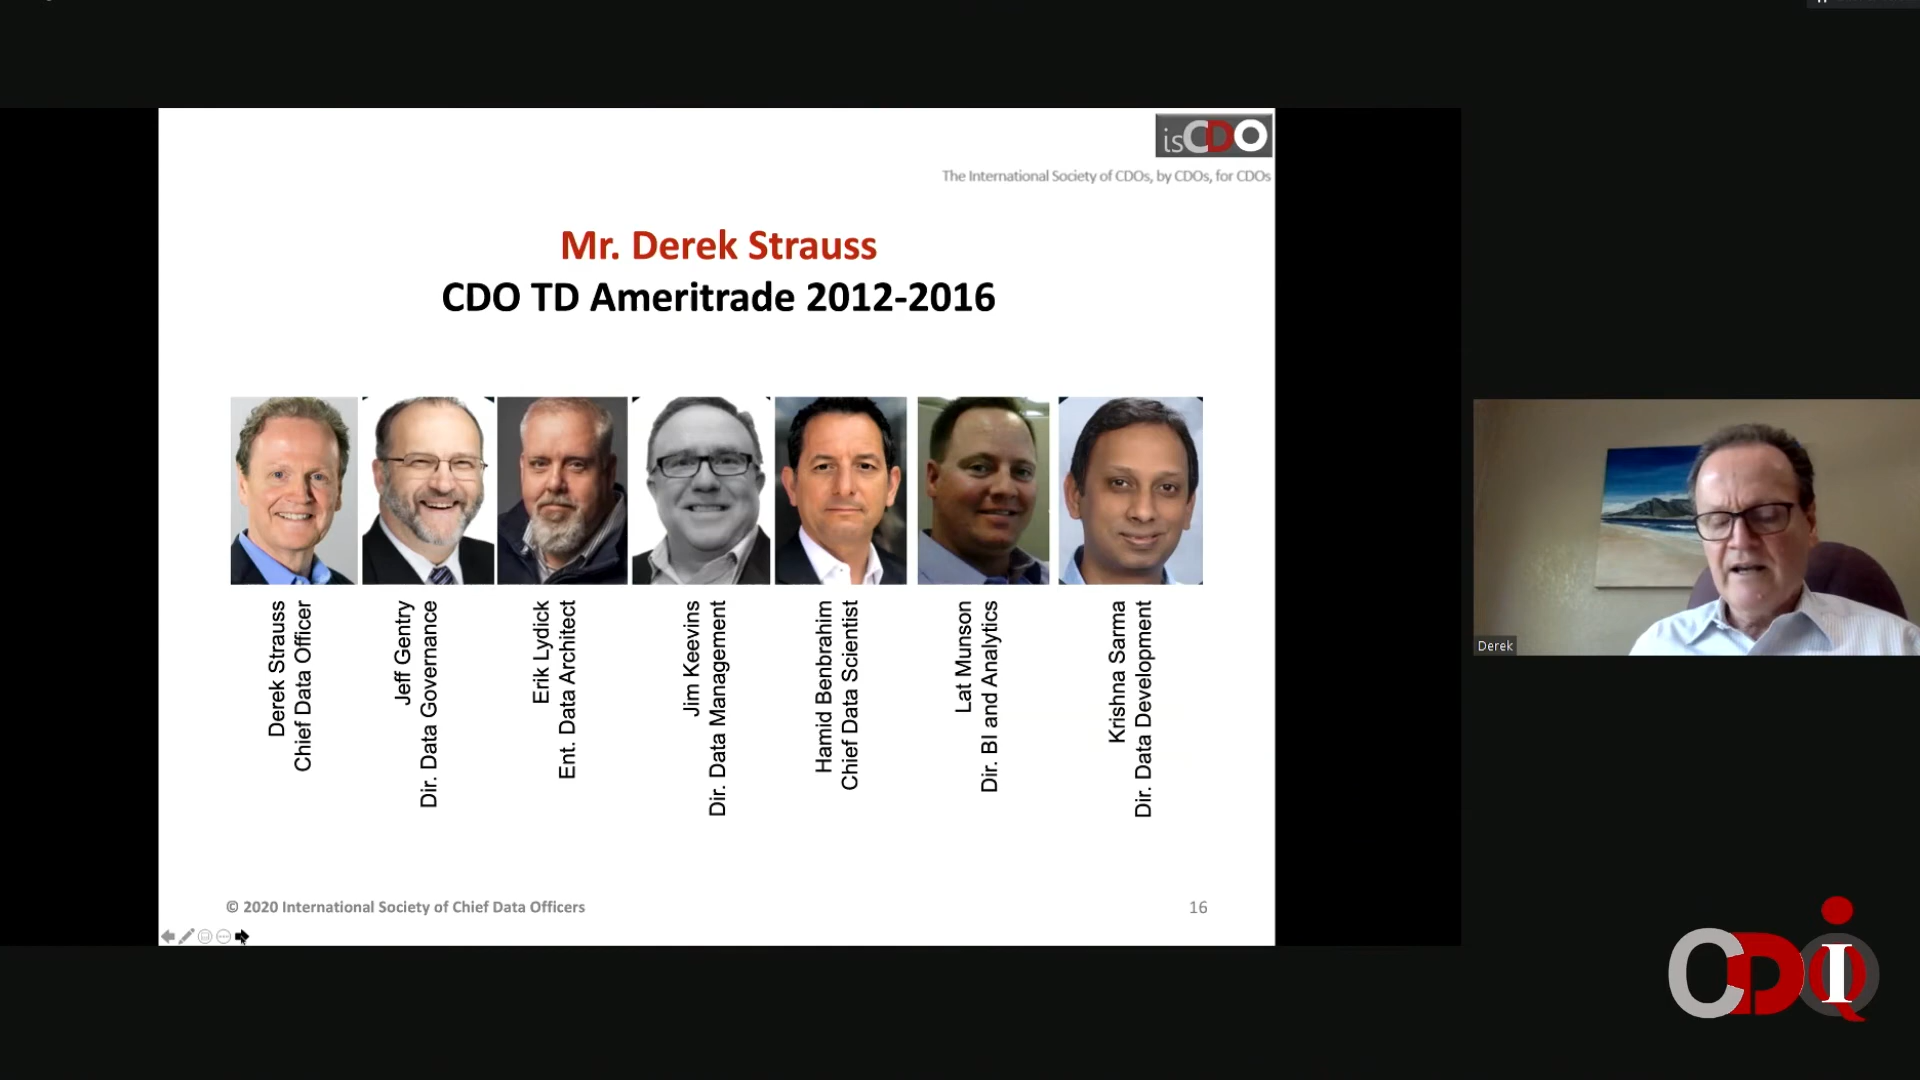 isCDO
The International Society of CDOs, by CDOs, for CDOs
Mr. Derek Strauss
CDO TD Ameritrade 2012-2016
Derek Strauss
Chief Data Officer
Jeff Gentry
Dir. Data Governance
Erik Lydick
Ent. Data Architect
Jim Keevins
Dir. Data Management
Hamid Benbrahim
Chief Data Scientist
Lat Munson
Dir. BI and Analytics
Krishna Sarma
Dir. Data Development
© 2020 International Society of Chief Data Officers
16
Derek
CDOIQ